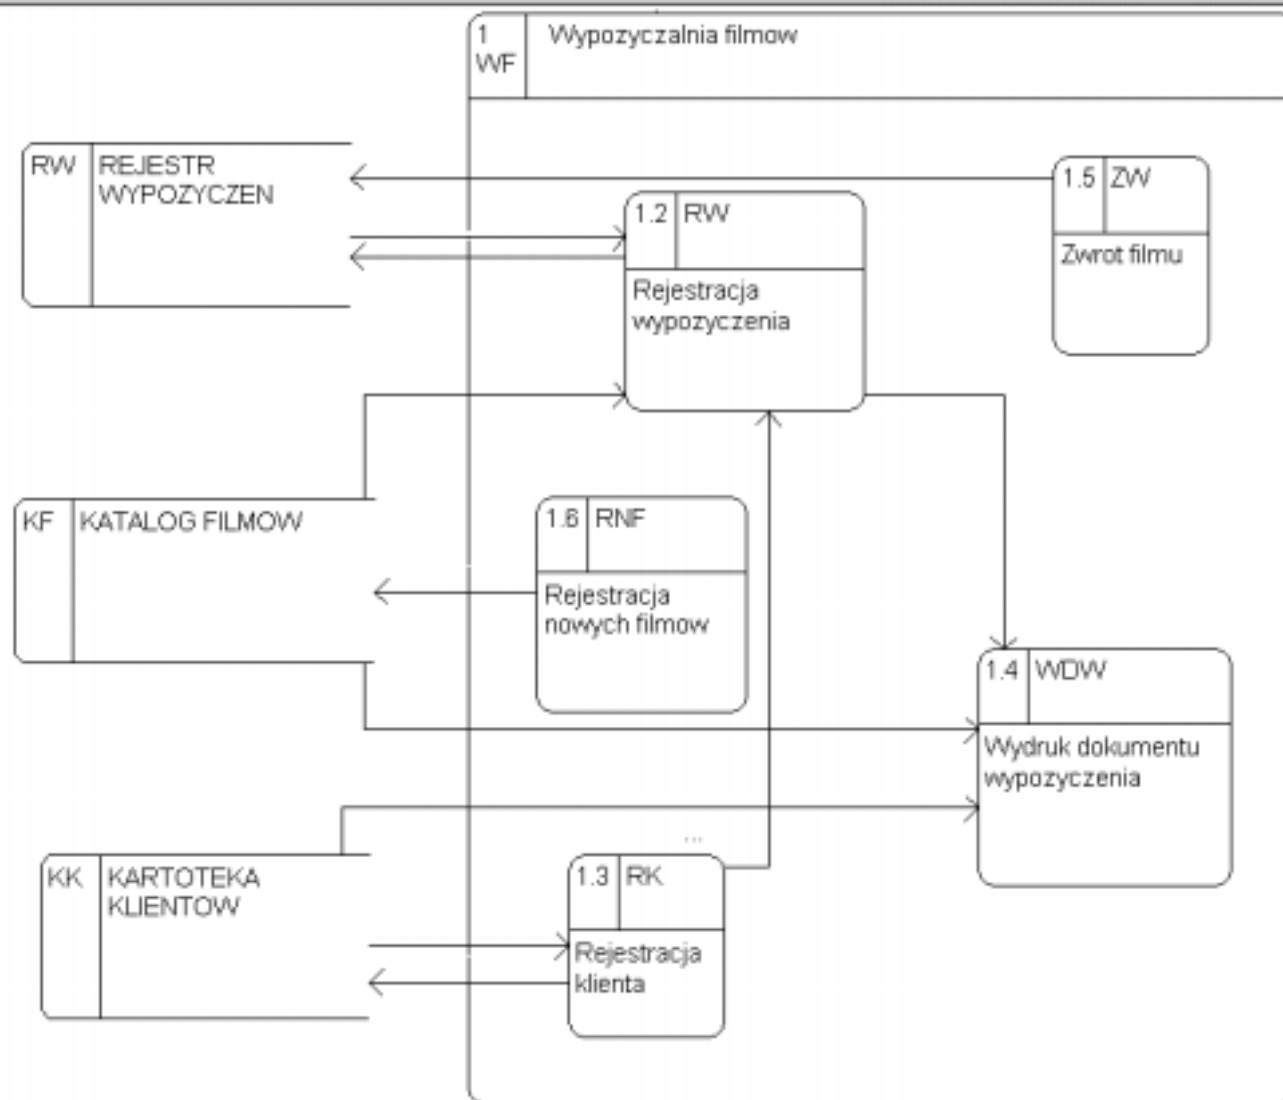 1
WF
Wypozyczalnia filmow
RW
REJESTR
WYPOZYCZEN
1.5 ZW
Zwrot filmu
1.2 RW
Rejestracja
wypozyczenia
KF
KATALOG FILMOW
1.6 RNF
Rejestracja
nowych filmow
1.4 WDW
Wydruk dokumentu
wypozyczenia
...
KK
KARTOTEKA
KLIENTOW
1.3 RK
Rejestracja
klienta